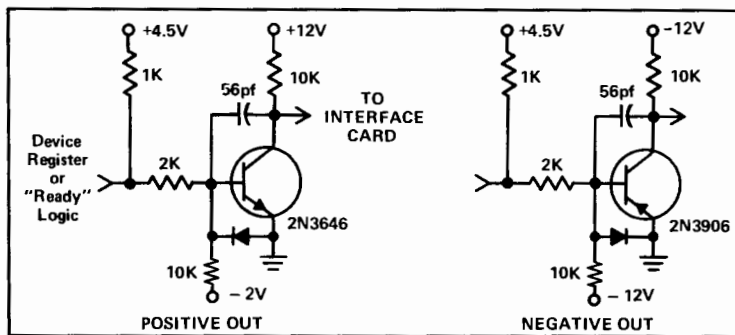 +4.5V
+12V
1K
10K
56pf
TO
INTERFACE
CARD
Device
Register
or
"Ready"
Logic
2K
2N3646
10K
– 2V
POSITIVE OUT
+4.5V
–12V
1K
10K
56pf
2K
2N3906
10K
– 12V
NEGATIVE OUT